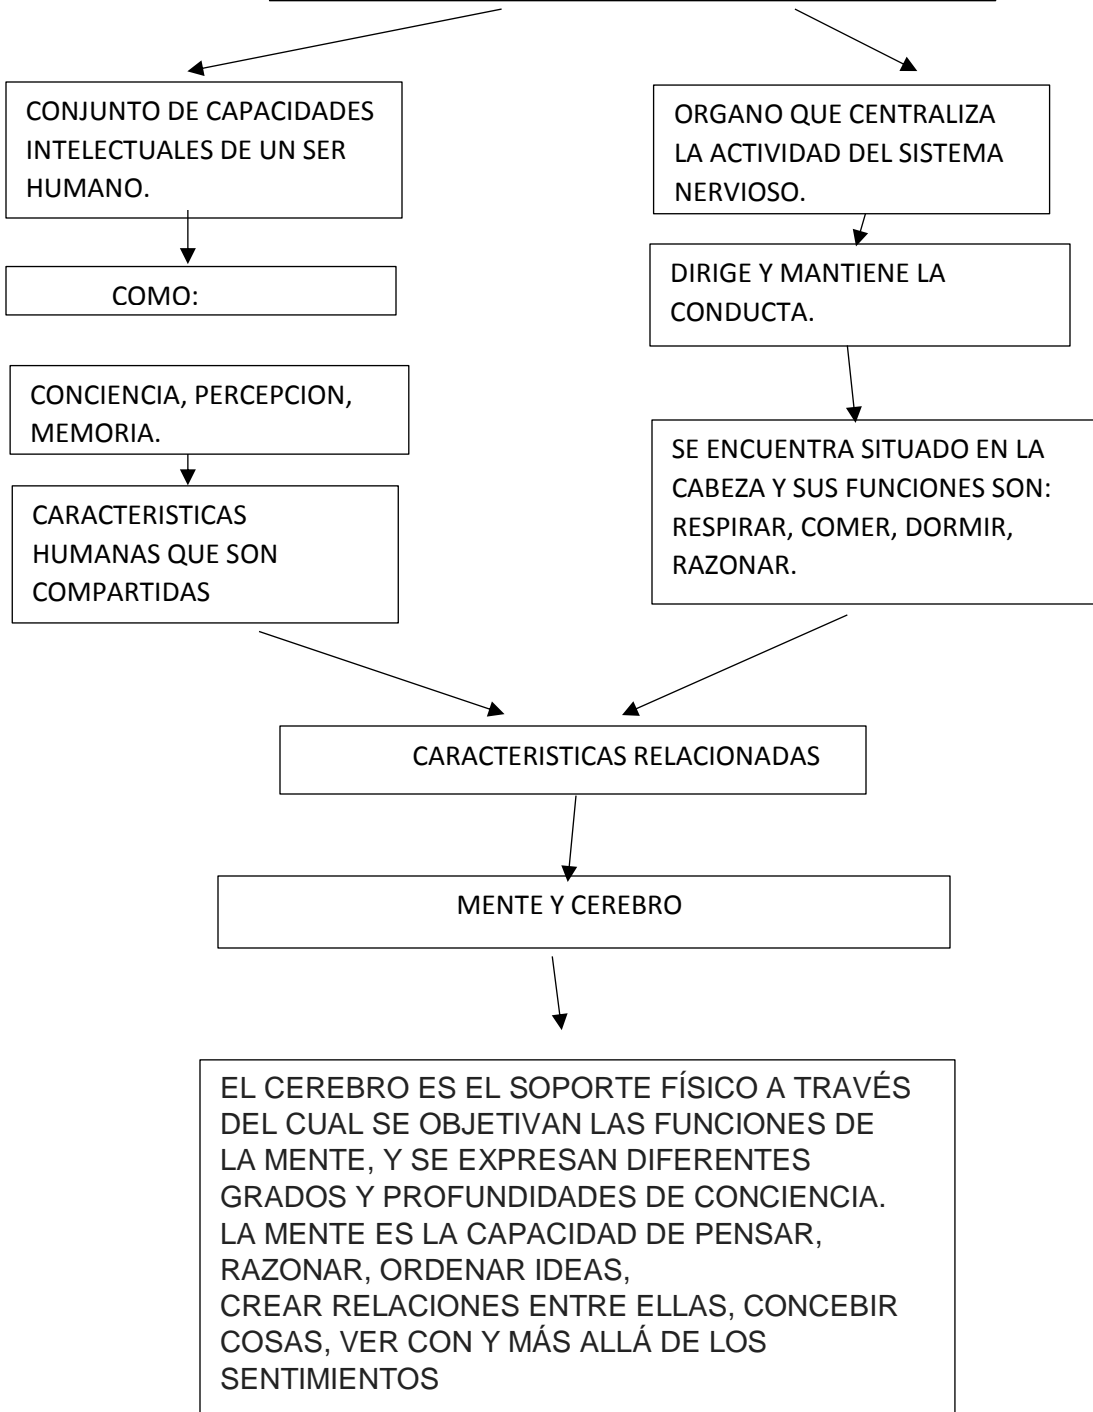 CONJUNTO DE CAPACIDADES
INTELECTUALES DE UN SER
HUMANO.
COMO:
CONCIENCIA, PERCEPCION,
MEMORIA.
CARACTERISTICAS
HUMANAS QUE SON
COMPARTIDAS
ORGANO QUE CENTRALIZA
LA ACTIVIDAD DEL SISTEMA
NERVIOSO.
DIRIGE Y MANTIENE LA
CONDUCTA.
SE ENCUENTRA SITUADO EN LA
CABEZA Y SUS FUNCIONES SON:
RESPIRAR, COMER, DORMIR,
RAZONAR.
CARACTERISTICAS RELACIONADAS
MENTE Y CEREBRO
EL CEREBRO ES EL SOPORTE FÍSICO A TRAVÉS
DEL CUAL SE OBJETIVAN LAS FUNCIONES DE
LA MENTE, Y SE EXPRESAN DIFERENTES
GRADOS Y PROFUNDIDADES DE CONCIENCIA.
LA MENTE ES LA CAPACIDAD DE PENSAR,
RAZONAR, ORDENAR IDEAS,
CREAR RELACIONES ENTRE ELLAS, CONCEBIR
COSAS, VER CON Y MÁS ALLÁ DE LOS
SENTIMIENTOS